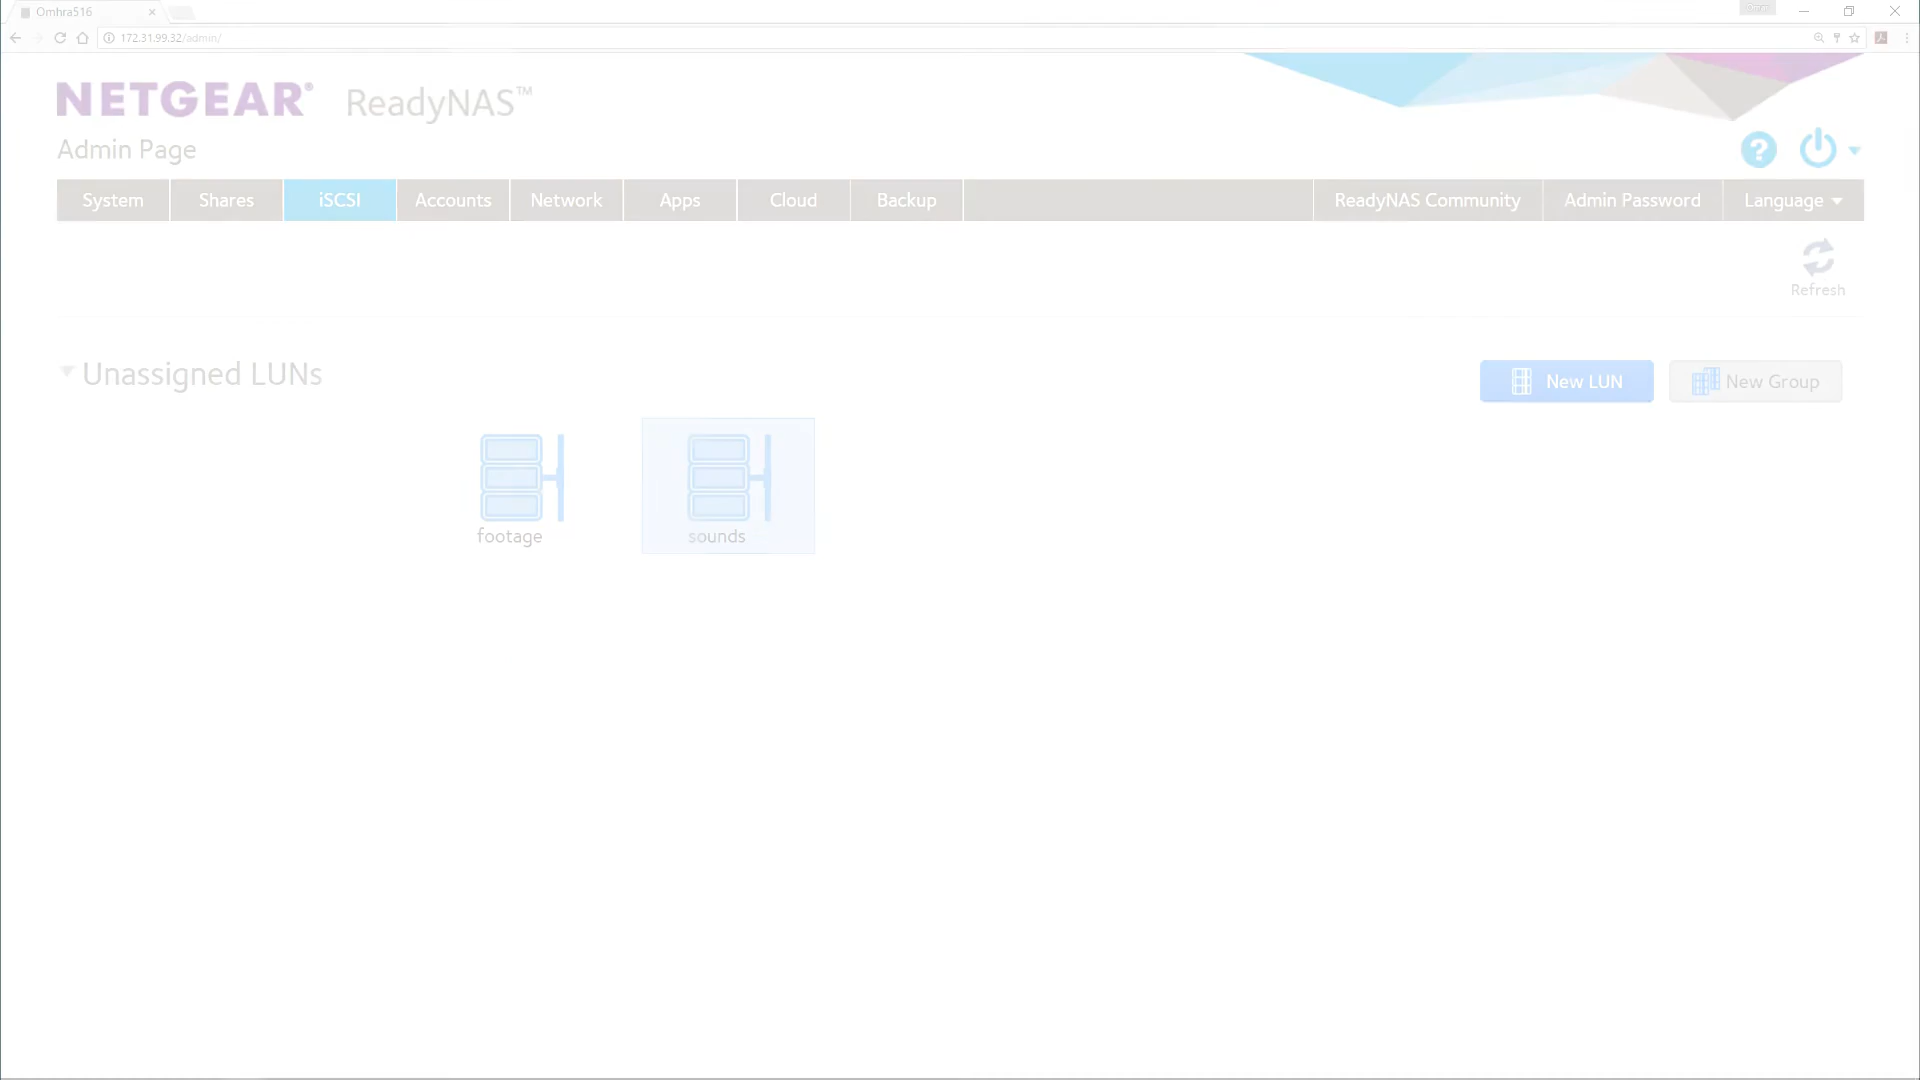 Omhra516
172.31.99.32/admin/
NETGEAR® ReadyNAS™
Admin Page
System Shares iSCSI Accounts Network Apps Cloud Backup ReadyNAS Community Admin Password Language
Refresh
Unassigned LUNs
New LUN New Group
footage sounds